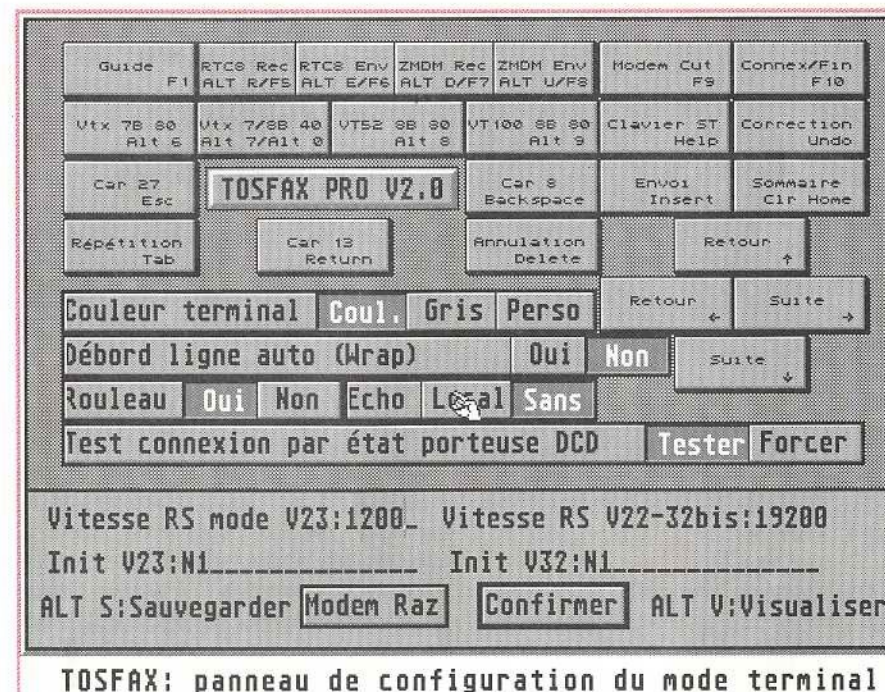 Guide RTC8 Rec RTC8 Env ZMDM Rec ZMDM Env Modem Cut Connex/Fin
F1 ALT R/F5 ALT E/F6 ALT D/F7 ALT U/F8 F9 F10
Vtx 7B 80 Vtx 7/8B 40 VT52 8B 80 VT100 8B 80 Clavier ST Correction
Alt 6 Alt 7/Alt 0 Alt 8 Alt 9 Help Undo
Car 27 TOSFAX PRO V2.0 Car 8 Envoi Sommaire
Esc Backspace Insert Clr Home
Répétition Car 13 Annulation Retour
Tab Return Delete ↑
Couleur terminal Coul. Gris Perso Retour ← Suite →
Débord ligne auto (Wrap) Oui Non Suite ↓
Rouleau Oui Non Echo Local Sans
Test connexion par état porteuse DCD Tester Forcer
Vitesse RS mode V23:1200_ Vitesse RS V22-32bis:19200
Init V23:N1______________ Init V32:N1______________
ALT S:Sauvegarder Modem Raz Confirmer ALT V:Visualiser
TOSFAX: panneau de configuration du mode terminal